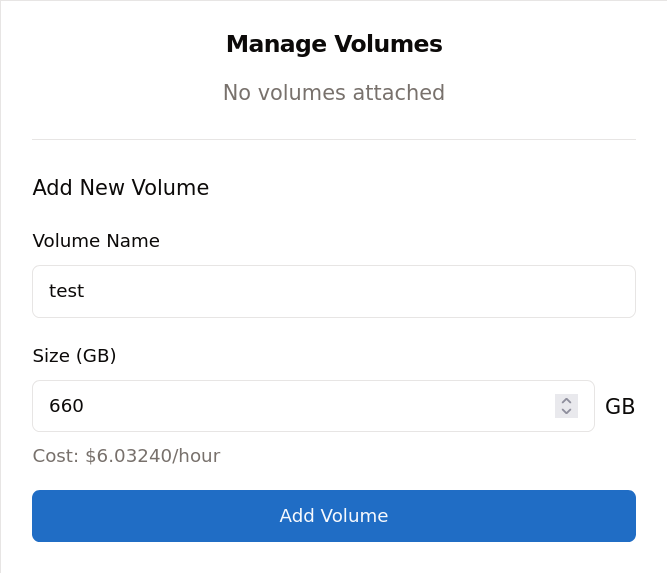 Manage Volumes
No volumes attached
Add New Volume
Volume Name
test
Size (GB)
660 GB
Cost: $6.03240/hour
Add Volume